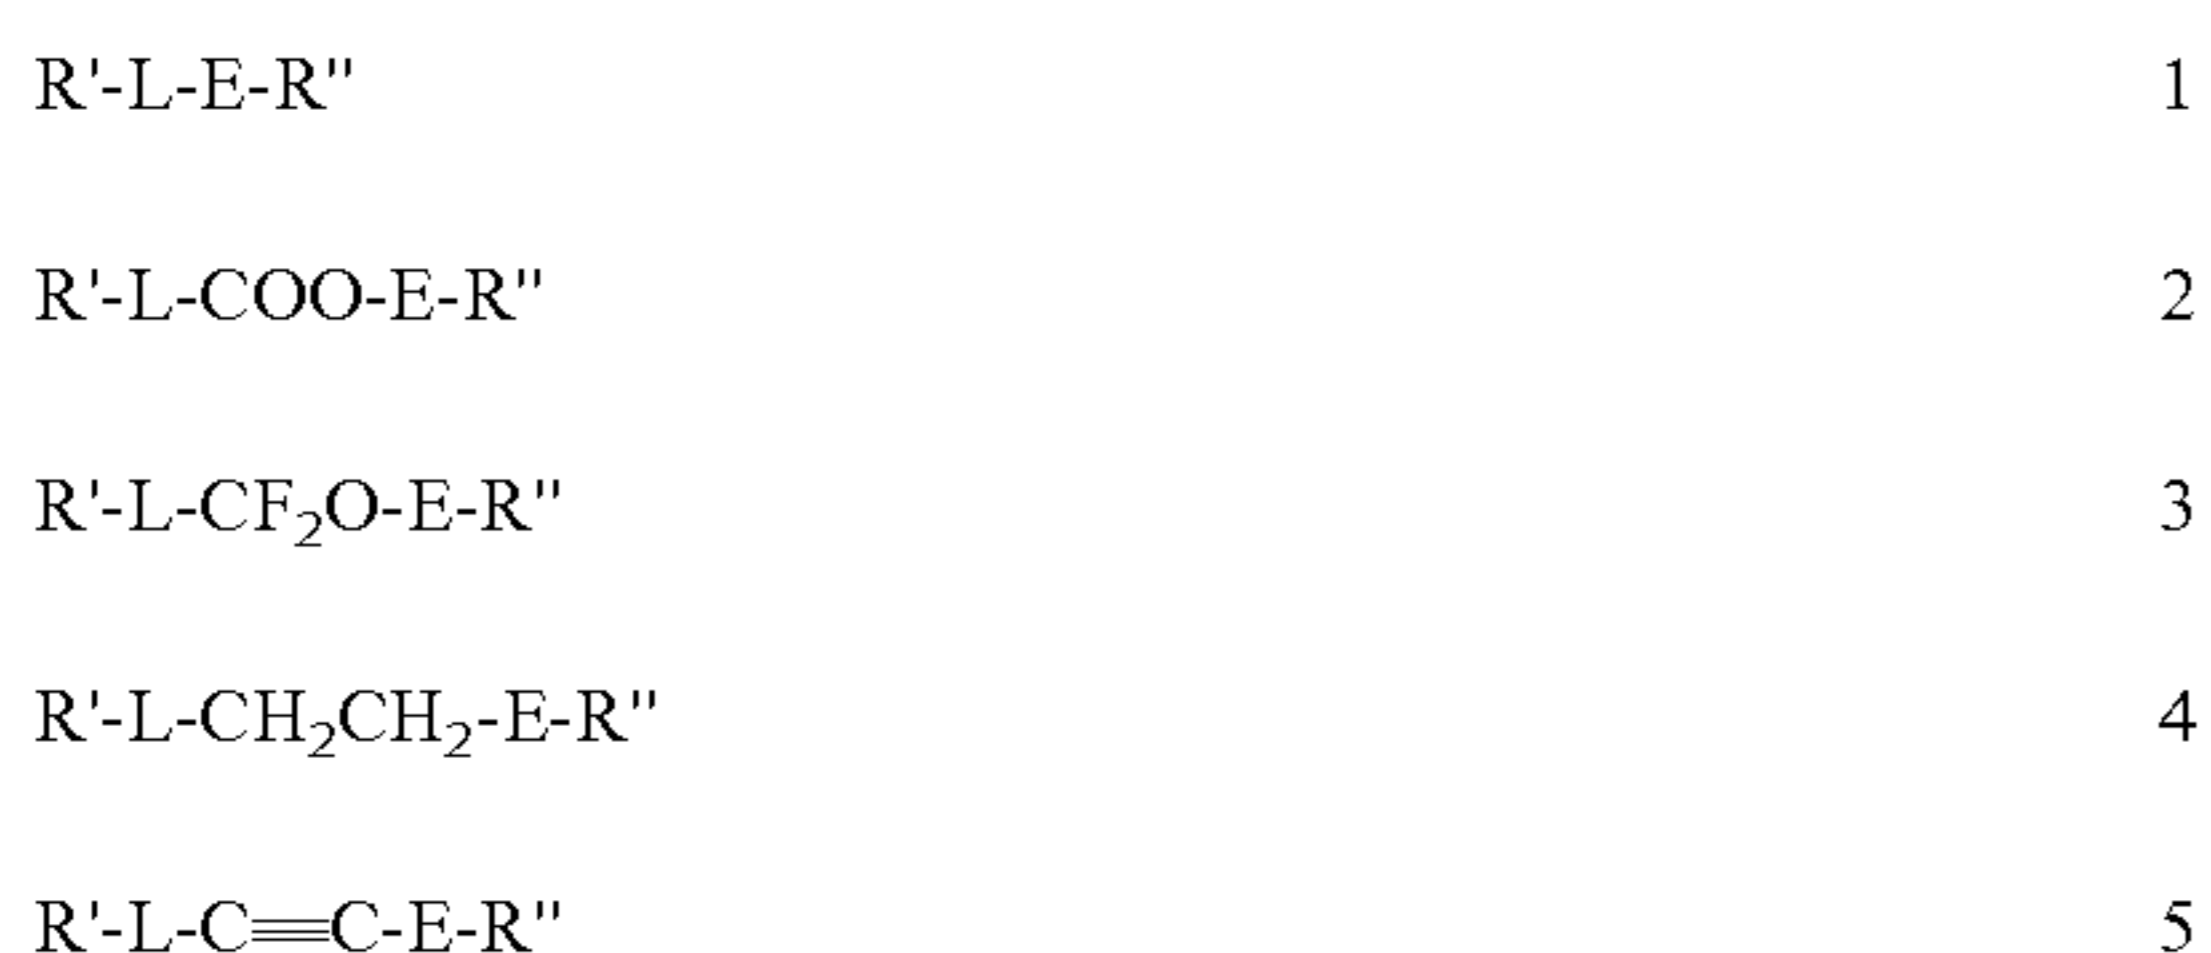 R'-L-E-R'' 1
R'-L-COO-E-R'' 2
R'-L-CF₂O-E-R'' 3
R'-L-CH₂CH₂-E-R'' 4
R'-L-C≡C-E-R'' 5